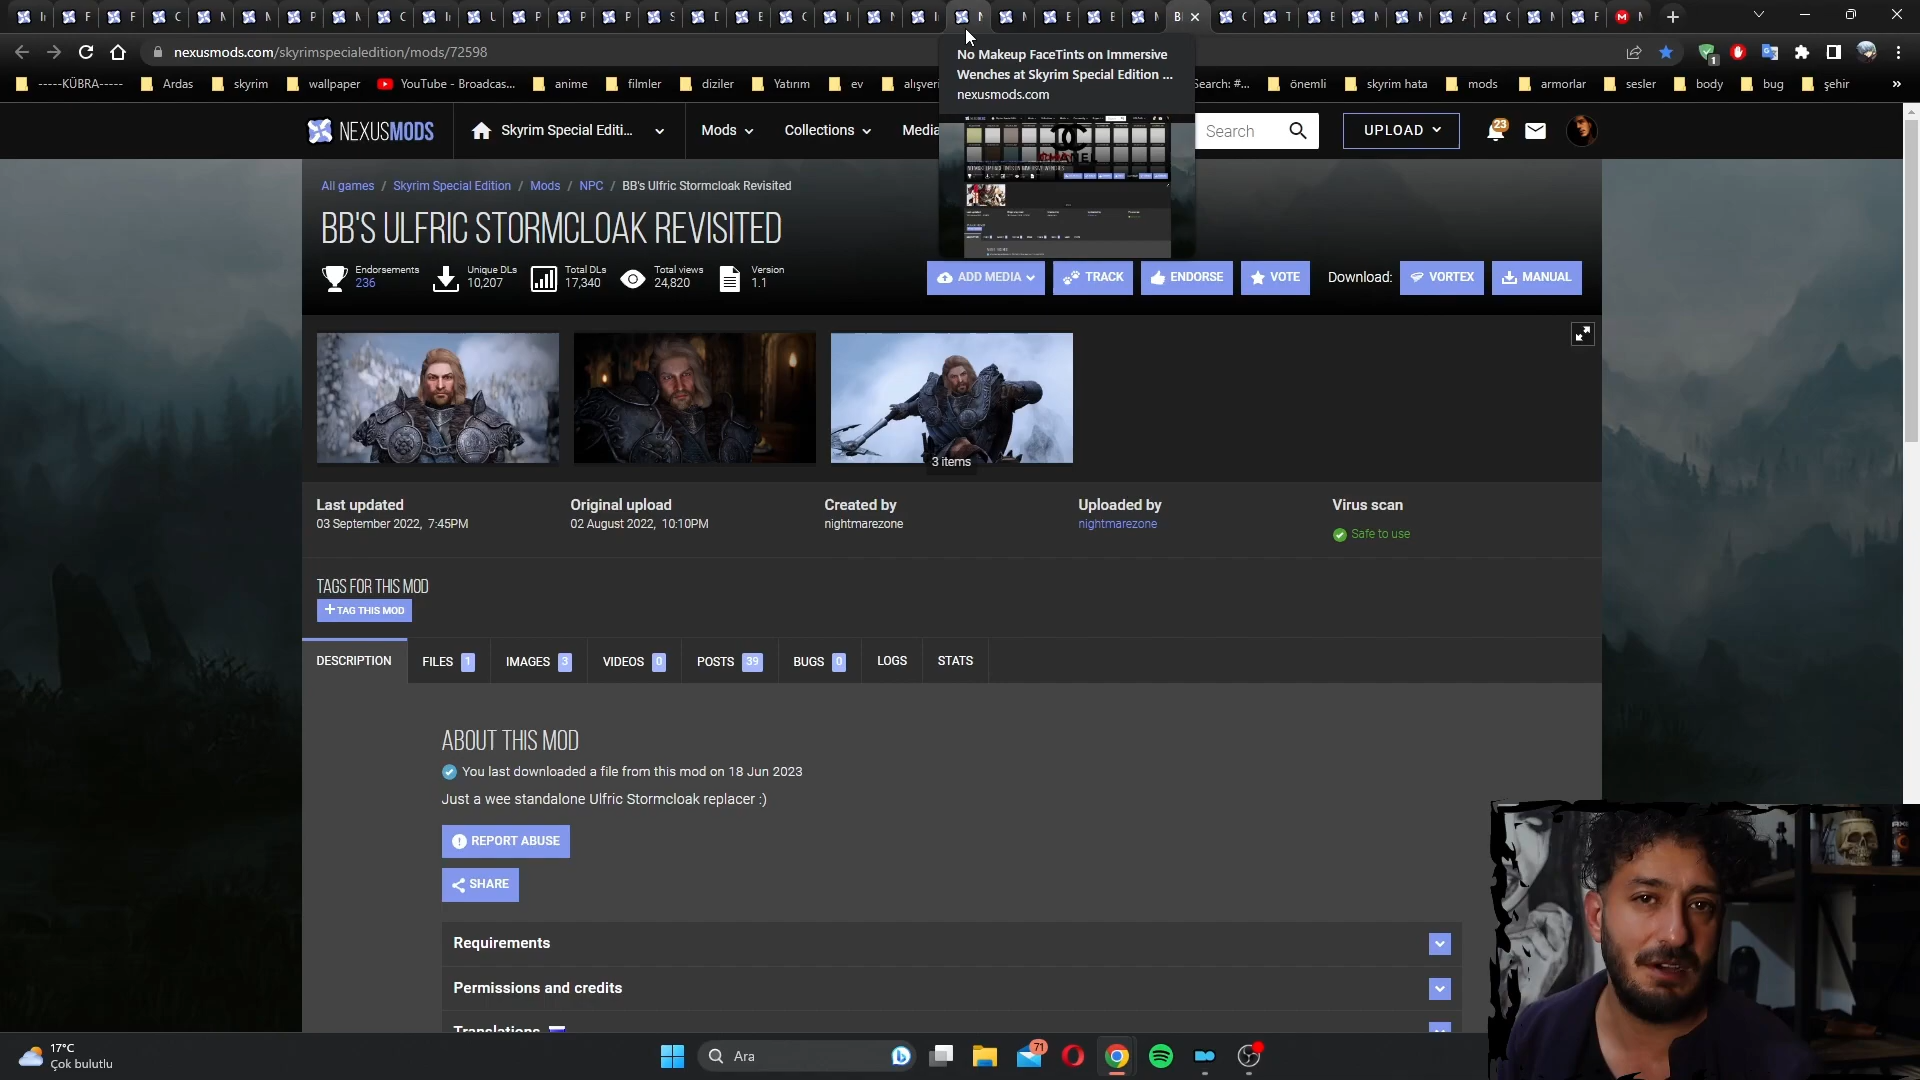 nexusmods.com/skyrimspecialedition/mods/72598
No Makeup FaceTints on Immersive
Wenches at Skyrim Special Edition ...
nexusmods.com
-----KÜBRA-----
Ardas
skyrim
wallpaper
YouTube - Broadcas...
anime
filmler
diziler
Yatırım
ev
alışveri
Search: #...
önemli
skyrim hata
mods
armorlar
sesler
body
bug
şehir
»
NEXUSMODS
Skyrim Special Editi...
Mods
Collections
Media
Search
UPLOAD
23
All games / Skyrim Special Edition / Mods / NPC / BB's Ulfric Stormcloak Revisited
BB'S ULFRIC STORMCLOAK REVISITED
Endorsements
236
Unique DLs
10,207
Total DLs
17,340
Total views
24,820
Version
1.1
ADD MEDIA
TRACK
ENDORSE
VOTE
Download:
VORTEX
MANUAL
3 items
Last updated
03 September 2022, 7:45PM
Original upload
02 August 2022, 10:10PM
Created by
nightmarezone
Uploaded by
nightmarezone
Virus scan
Safe to use
TAGS FOR THIS MOD
+ TAG THIS MOD
DESCRIPTION
FILES 1
IMAGES 3
VIDEOS 0
POSTS 39
BUGS 0
LOGS
STATS
ABOUT THIS MOD
You last downloaded a file from this mod on 18 Jun 2023
Just a wee standalone Ulfric Stormcloak replacer :)
REPORT ABUSE
SHARE
Requirements
Permissions and credits
Translations
17°C
Çok bulutlu
Ara
71